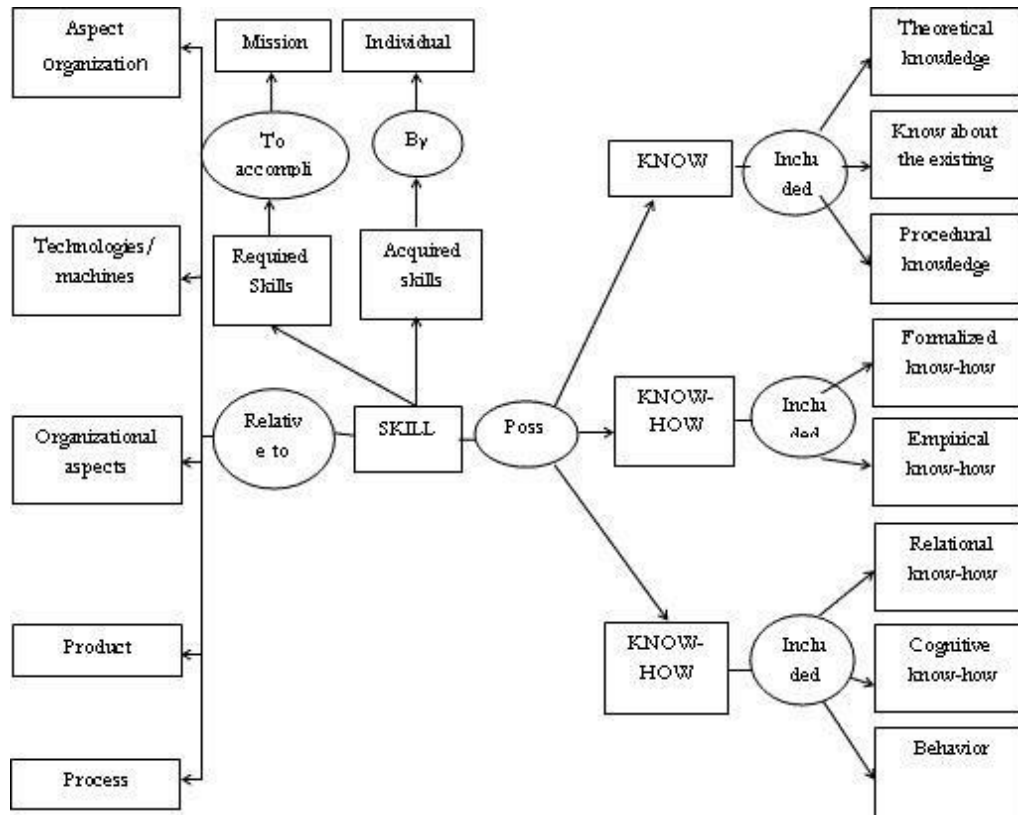 Aspect
organization
Mission
Individual
Theoretical
knowledge
To
accompli
By
KNOW
Inclu
ded
Know about
the existing
Technologies/
machines
Required
Skills
Acquired
skills
Procedural
knowledge
Organizational
aspects
Relativ
e to
SKILL
Poss
KNOW-
HOW
Inclu
ded
Formalized
know-how
Empirical
know-how
Product
KNOW-
HOW
Inclu
ded
Relational
know-how
Cognitive
know-how
Process
Behavior